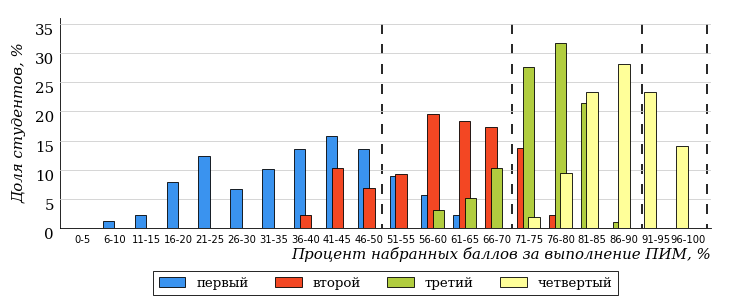 Доля студентов, %
35
30
25
20
15
10
5
0
0-5 6-10 11-15 16-20 21-25 26-30 31-35 36-40 41-45 46-50 51-55 56-60 61-65 66-70 71-75 76-80 81-85 86-90 91-95 96-100
Процент набранных баллов за выполнение ПИМ, %
первый второй третий четвертый